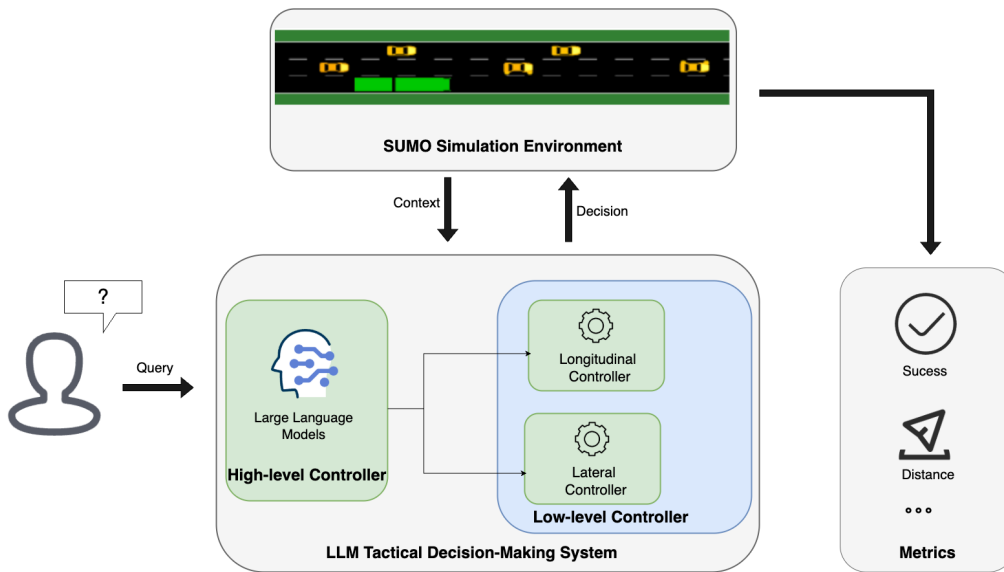 SUMO Simulation Environment
Context
Decision
?
Query
Large Language
Models
High-level Controller
Longitudinal
Controller
Lateral
Controller
Low-level Controller
LLM Tactical Decision-Making System
Sucess
Distance
Metrics